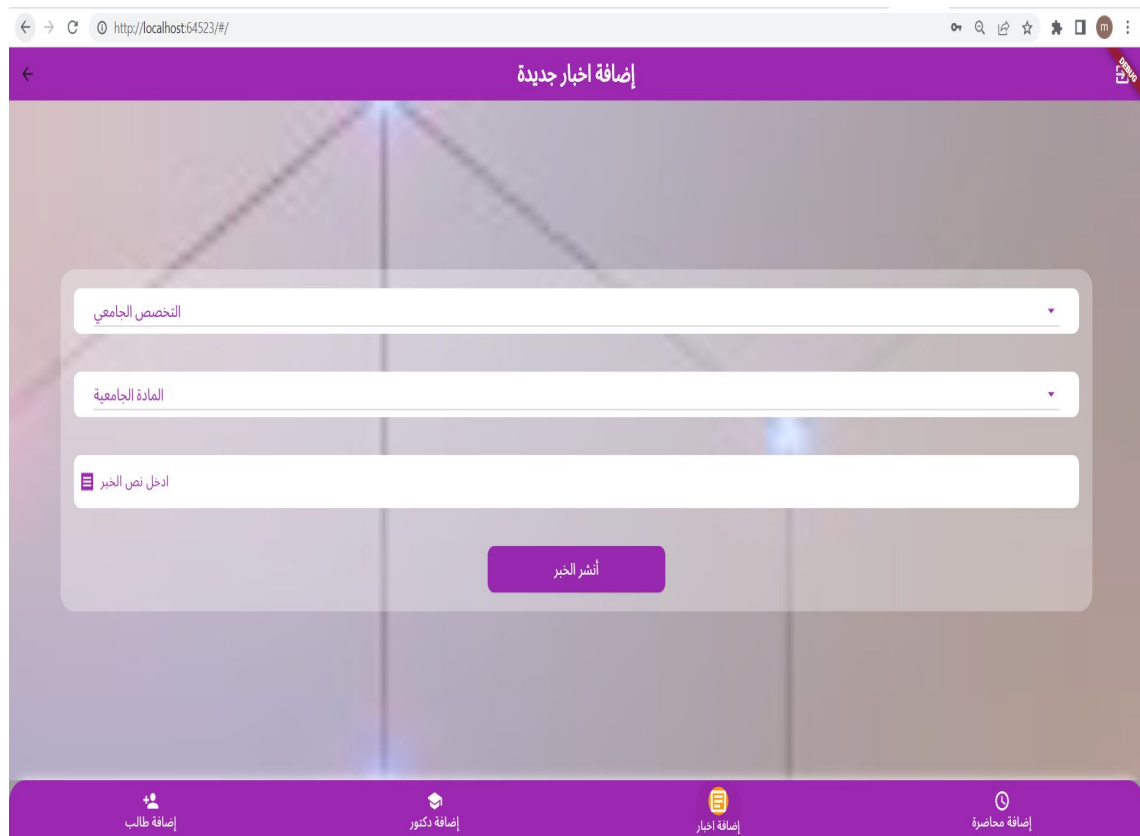 http://localhost:64523/#/
m
إضافة اخبار جديدة
DEBUG
التخصص الجامعي
المادة الجامعية
ادخل نص الخبر
أنشر الخبر
إضافة محاضرة
إضافة اخبار
إضافة دكتور
إضافة طالب